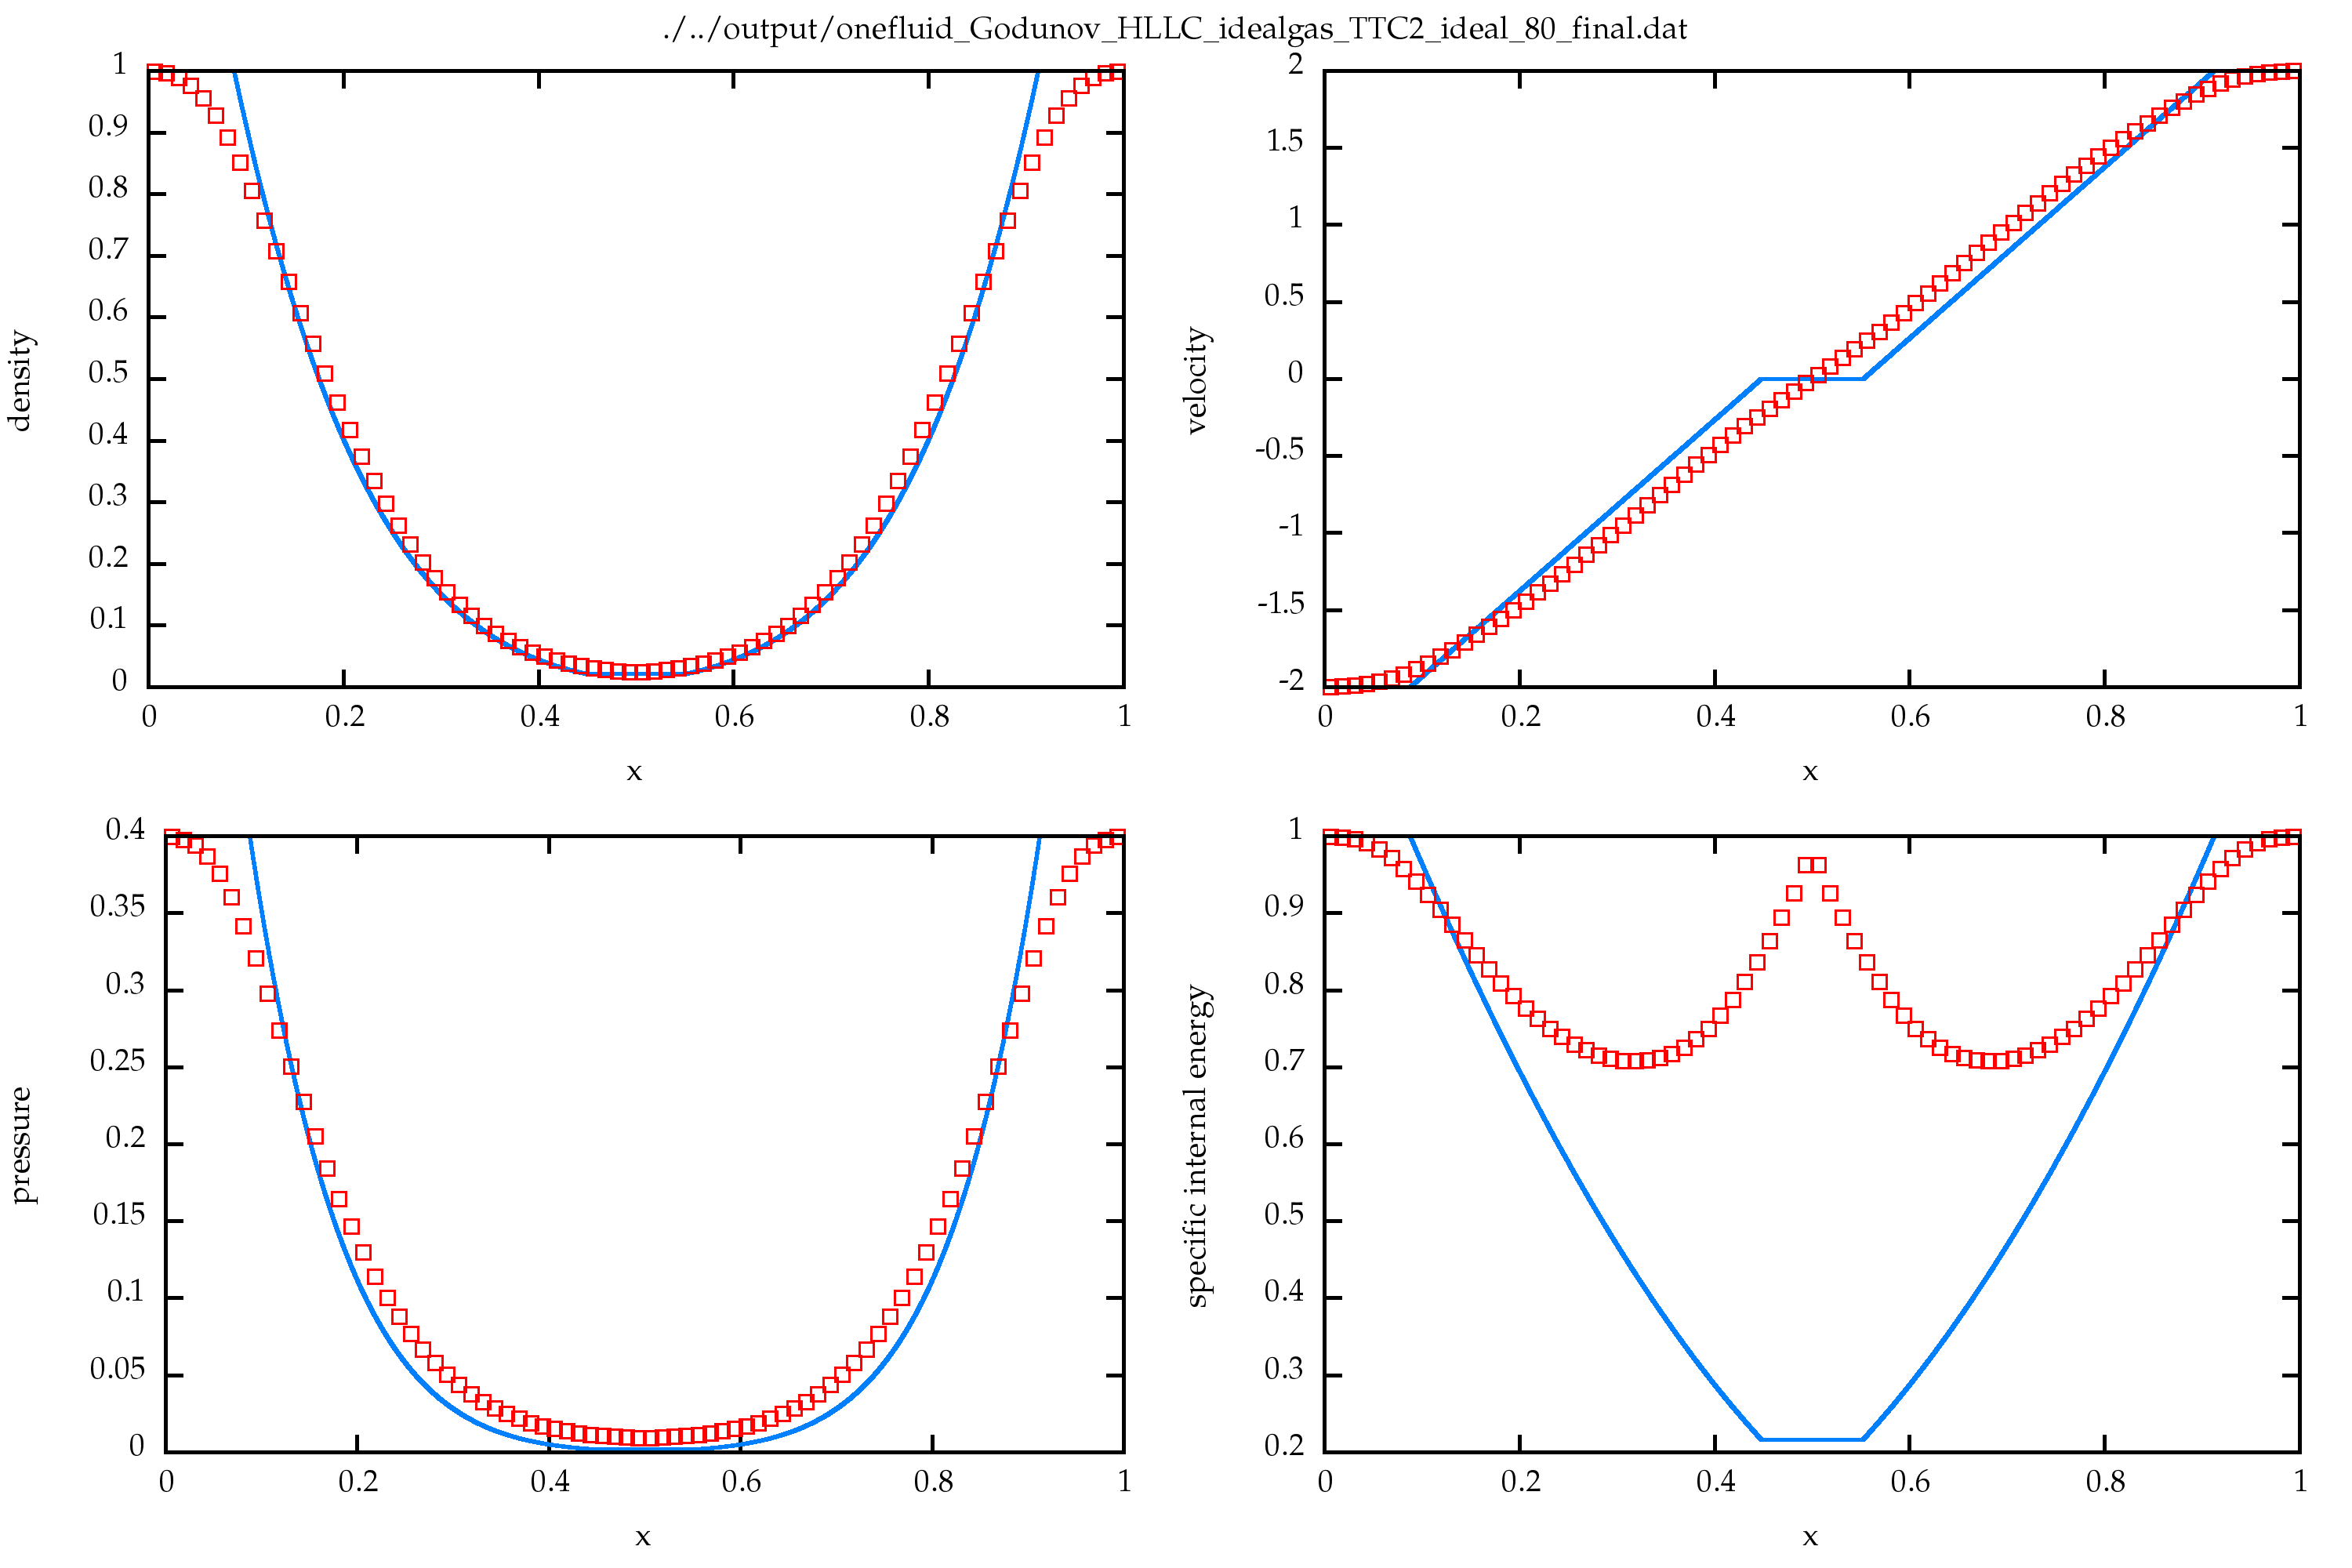 ./../output/onefluid_Godunov_HLLC_idealgas_TTC2_ideal_80_final.dat
1
0.9
0.8
0.7
0.6
0.5
0.4
0.3
0.2
0.1
0
density
0 0.2 0.4 0.6 0.8 1
x
2
1.5
1
0.5
0
-0.5
-1
-1.5
-2
velocity
0 0.2 0.4 0.6 0.8 1
x
0.4
0.35
0.3
0.25
0.2
0.15
0.1
0.05
0
pressure
0 0.2 0.4 0.6 0.8 1
x
1
0.9
0.8
0.7
0.6
0.5
0.4
0.3
0.2
specific internal energy
0 0.2 0.4 0.6 0.8 1
x